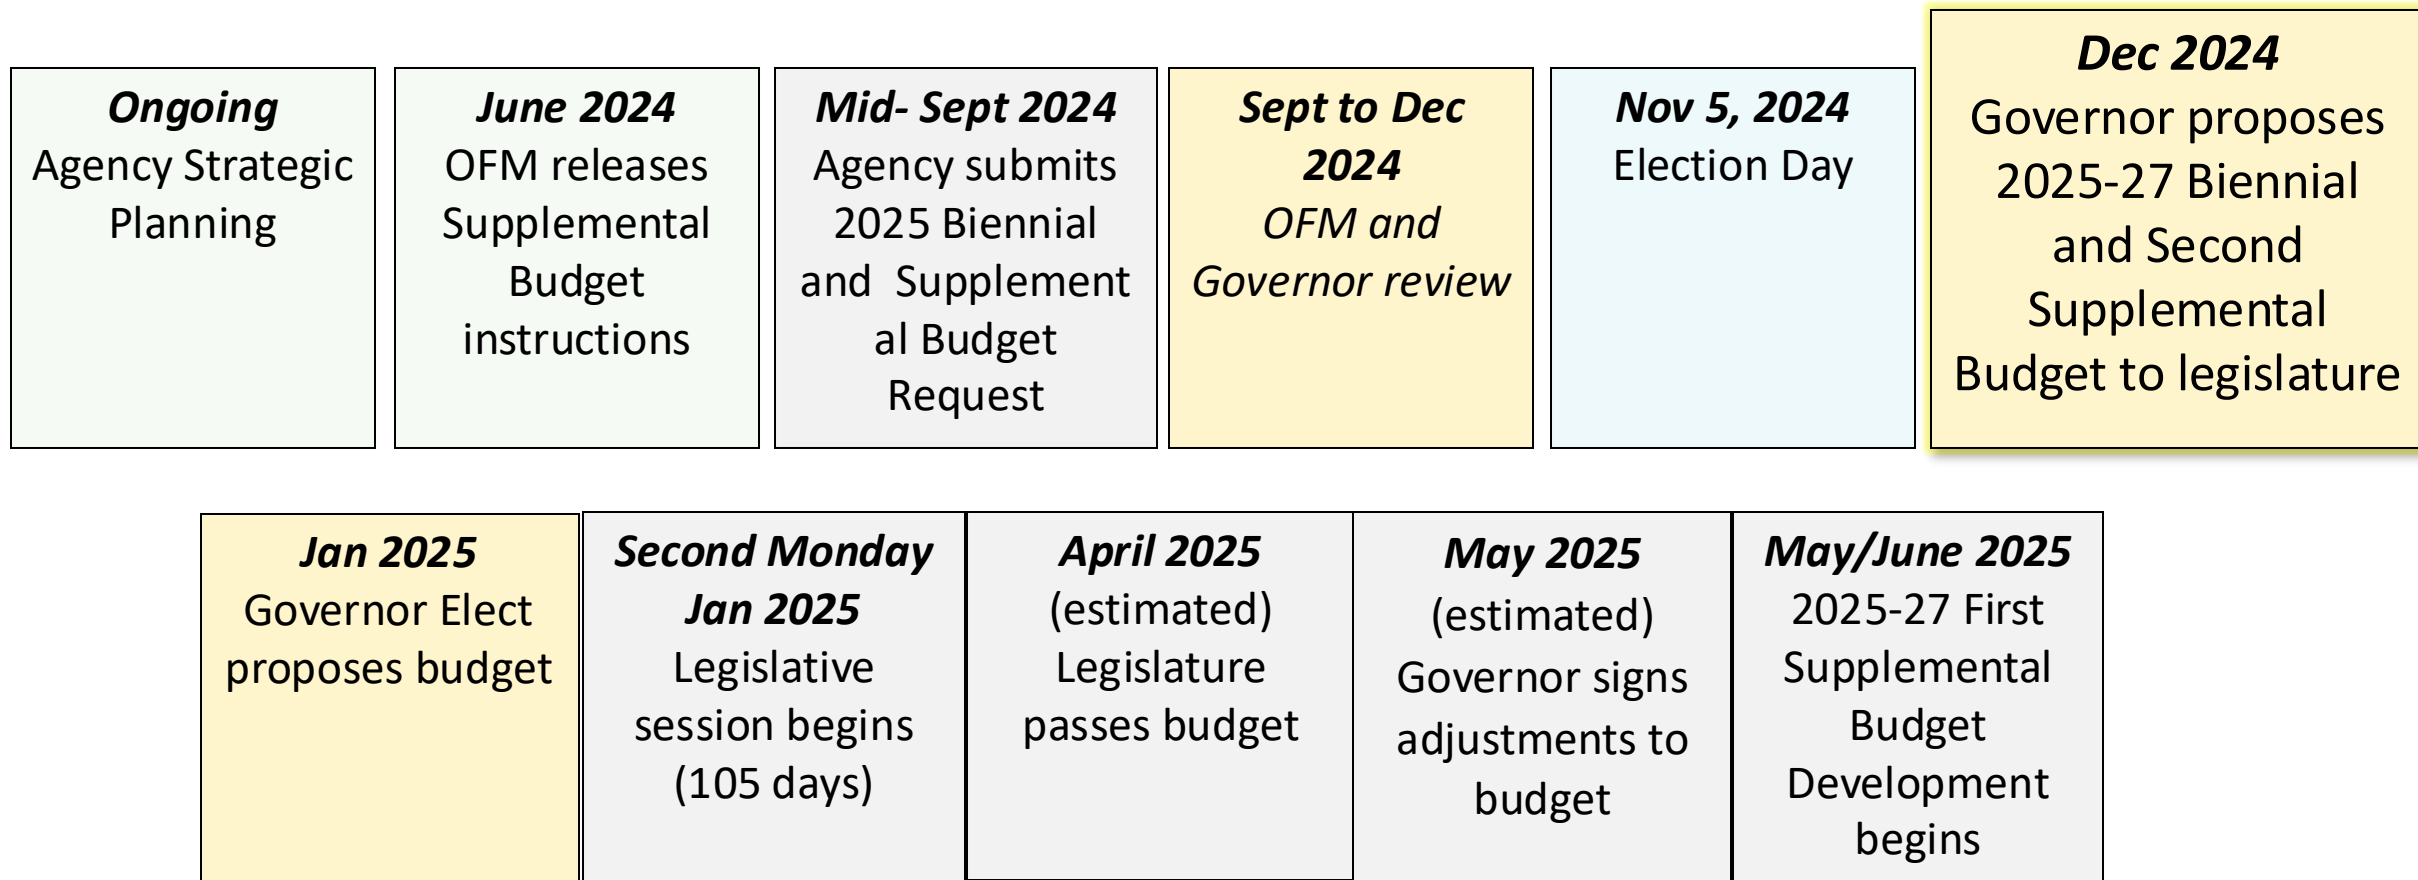 Ongoing
Agency Strategic
Planning
June 2024
OFM releases
Supplemental
Budget
instructions
Mid- Sept 2024
Agency submits
2025 Biennial
and  Supplement
al Budget
Request
Sept to Dec
2024
OFM and
Governor review
Nov 5, 2024
Election Day
Dec 2024
Governor proposes
2025-27 Biennial
and Second
Supplemental
Budget to legislature
Jan 2025
Governor Elect
proposes budget
Second Monday
Jan 2025
Legislative
session begins
(105 days)
April 2025
(estimated)
Legislature
passes budget
May 2025
(estimated)
Governor signs
adjustments to
budget
May/June 2025
2025-27 First
Supplemental
Budget
Development
begins